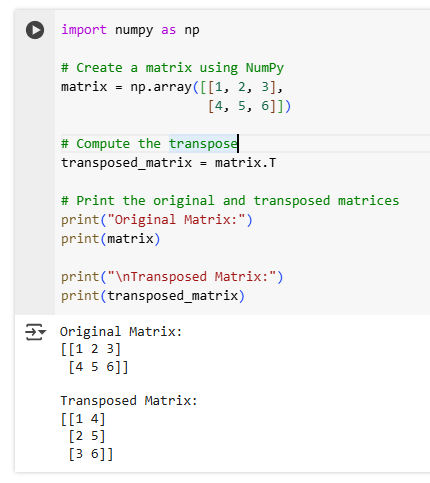 import numpy as np
# Create a matrix using NumPy
matrix = np.array([[1, 2, 3],
                   [4, 5, 6]])
# Compute the transpose
transposed_matrix = matrix.T
# Print the original and transposed matrices
print("Original Matrix:")
print(matrix)
print("\nTransposed Matrix:")
print(transposed_matrix)
Original Matrix:
[[1 2 3]
 [4 5 6]]
Transposed Matrix:
[[1 4]
 [2 5]
 [3 6]]